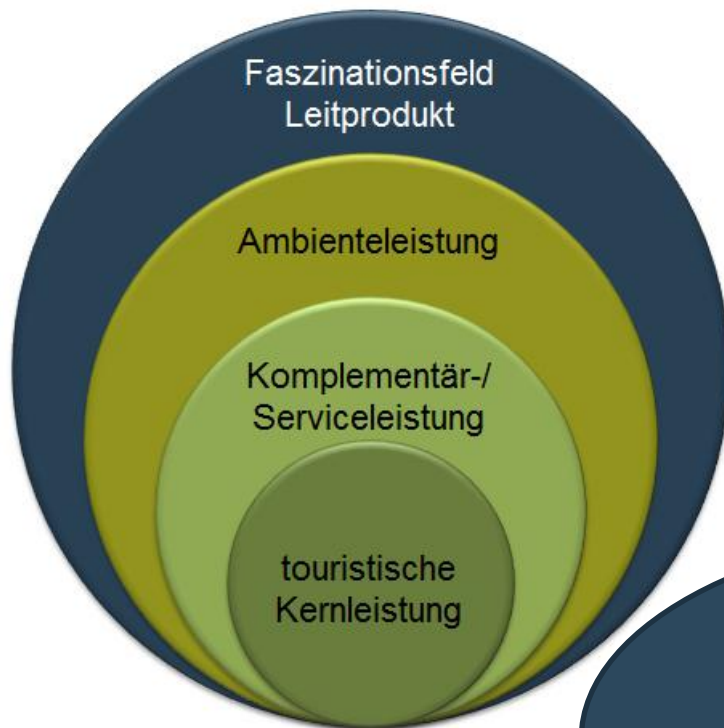 Faszinationsfeld
Leitprodukt
Ambienteleistung
Komplementär-/
Serviceleistung
touristische
Kernleistung